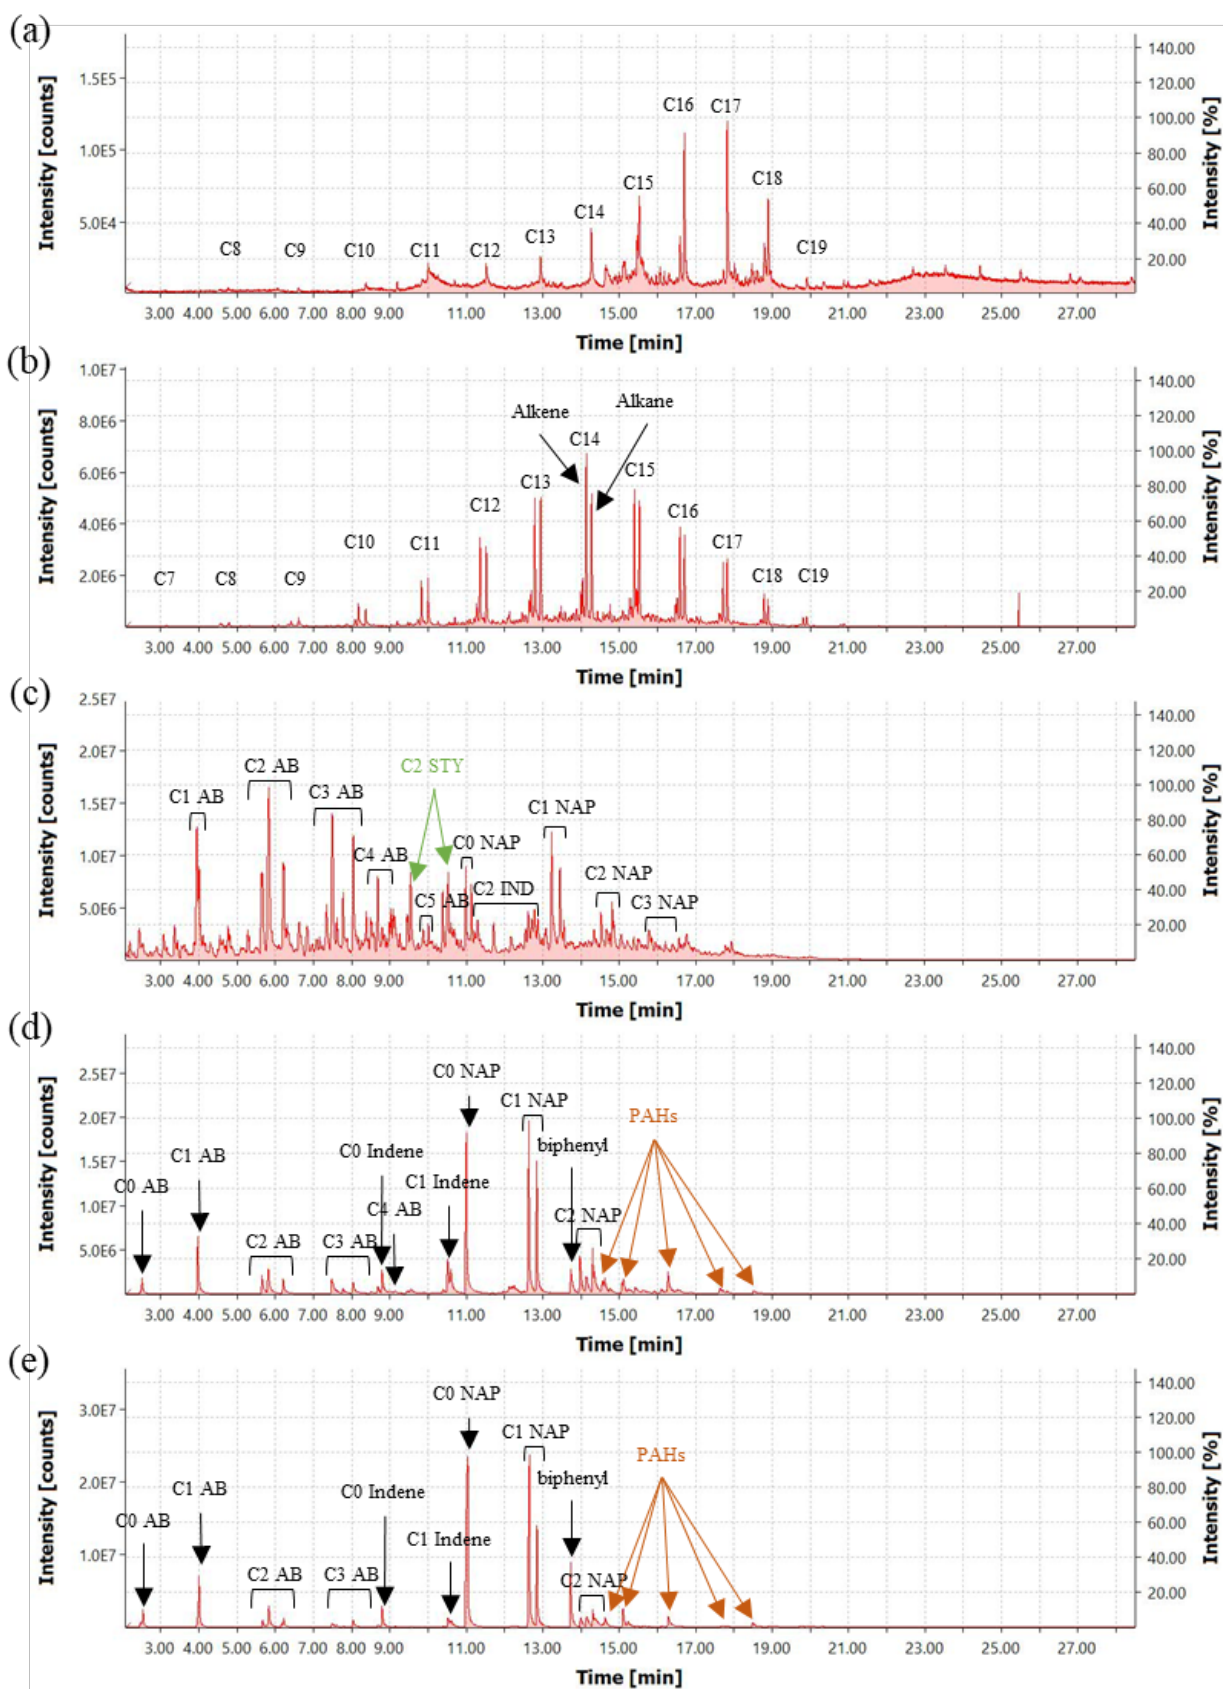 (a)
Intensity [counts]
1.5E5
1.0E5
5.0E4
C8 C9 C10 C11 C12 C13 C14 C15 C16 C17 C18 C19
140.00
120.00
100.00
80.00
60.00
40.00
20.00
Intensity [%]
3.00 4.00 5.00 6.00 7.00 8.00 9.00 11.00 13.00 15.00 17.00 19.00 21.00 23.00 25.00 27.00
Time [min]
(b)
Intensity [counts]
1.0E7
8.0E6
6.0E6
4.0E6
2.0E6
Alkene Alkane
C7 C8 C9 C10 C11 C12 C13 C14 C15 C16 C17 C18 C19
140.00
120.00
100.00
80.00
60.00
40.00
20.00
Intensity [%]
3.00 4.00 5.00 6.00 7.00 8.00 9.00 11.00 13.00 15.00 17.00 19.00 21.00 23.00 25.00 27.00
Time [min]
(c)
Intensity [counts]
2.5E7
2.0E7
1.5E7
1.0E7
5.0E6
C1 AB
C2 AB
C3 AB
C4 AB
C2 STY
C5 AB
C0 NAP
C2 IND
C1 NAP
C2 NAP
C3 NAP
140.00
120.00
100.00
80.00
60.00
40.00
20.00
Intensity [%]
3.00 4.00 5.00 6.00 7.00 8.00 9.00 11.00 13.00 15.00 17.00 19.00 21.00 23.00 25.00 27.00
Time [min]
(d)
Intensity [counts]
2.5E7
2.0E7
1.5E7
1.0E7
5.0E6
C0 AB
C1 AB
C2 AB
C3 AB
C0 Indene
C4 AB
C1 Indene
C0 NAP
C1 NAP
biphenyl
C2 NAP
PAHs
140.00
120.00
100.00
80.00
60.00
40.00
20.00
Intensity [%]
3.00 4.00 5.00 6.00 7.00 8.00 9.00 11.00 13.00 15.00 17.00 19.00 21.00 23.00 25.00 27.00
Time [min]
(e)
Intensity [counts]
3.0E7
2.0E7
1.0E7
C0 AB
C1 AB
C2 AB
C3 AB
C0 Indene
C1 Indene
C0 NAP
C1 NAP
biphenyl
C2 NAP
PAHs
140.00
120.00
100.00
80.00
60.00
40.00
20.00
Intensity [%]
3.00 4.00 5.00 6.00 7.00 8.00 9.00 11.00 13.00 15.00 17.00 19.00 21.00 23.00 25.00 27.00
Time [min]